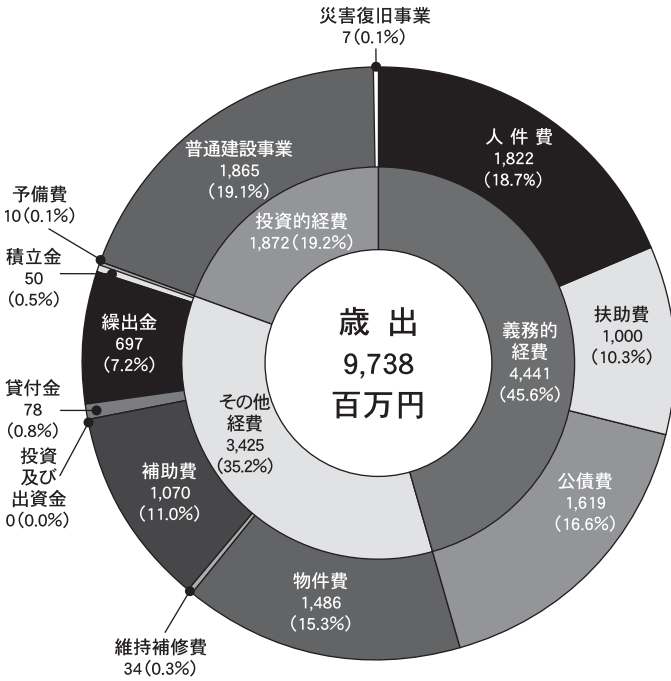 災害復旧事業
7(0.1%)
人件費
1,822
(18.7%)
扶助費
1,000
(10.3%)
公債費
1,619
(16.6%)
物件費
1,486
(15.3%)
維持補修費
34(0.3%)
補助費
1,070
(11.0%)
投資
及び
出資金
0(0.0%)
貸付金
78
(0.8%)
繰出金
697
(7.2%)
積立金
50
(0.5%)
予備費
10(0.1%)
普通建設事業
1,865
(19.1%)
投資的経費
1,872(19.2%)
義務的
経費
4,441
(45.6%)
その他
経費
3,425
(35.2%)
歳出
9,738
百万円